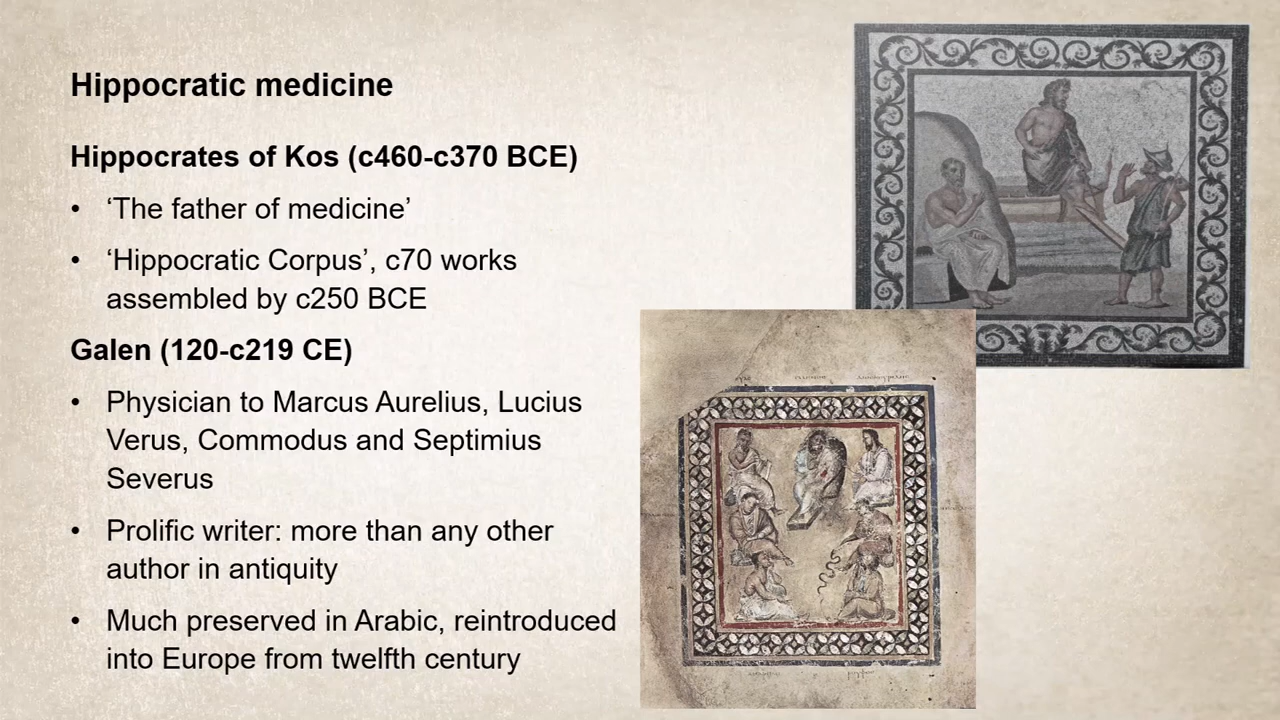 Hippocratic medicine
Hippocrates of Kos (c460-c370 BCE)
• ‘The father of medicine’
• ‘Hippocratic Corpus’, c70 works
assembled by c250 BCE
Galen (120-c219 CE)
• Physician to Marcus Aurelius, Lucius
Verus, Commodus and Septimius
Severus
• Prolific writer: more than any other
author in antiquity
• Much preserved in Arabic, reintroduced
into Europe from twelfth century